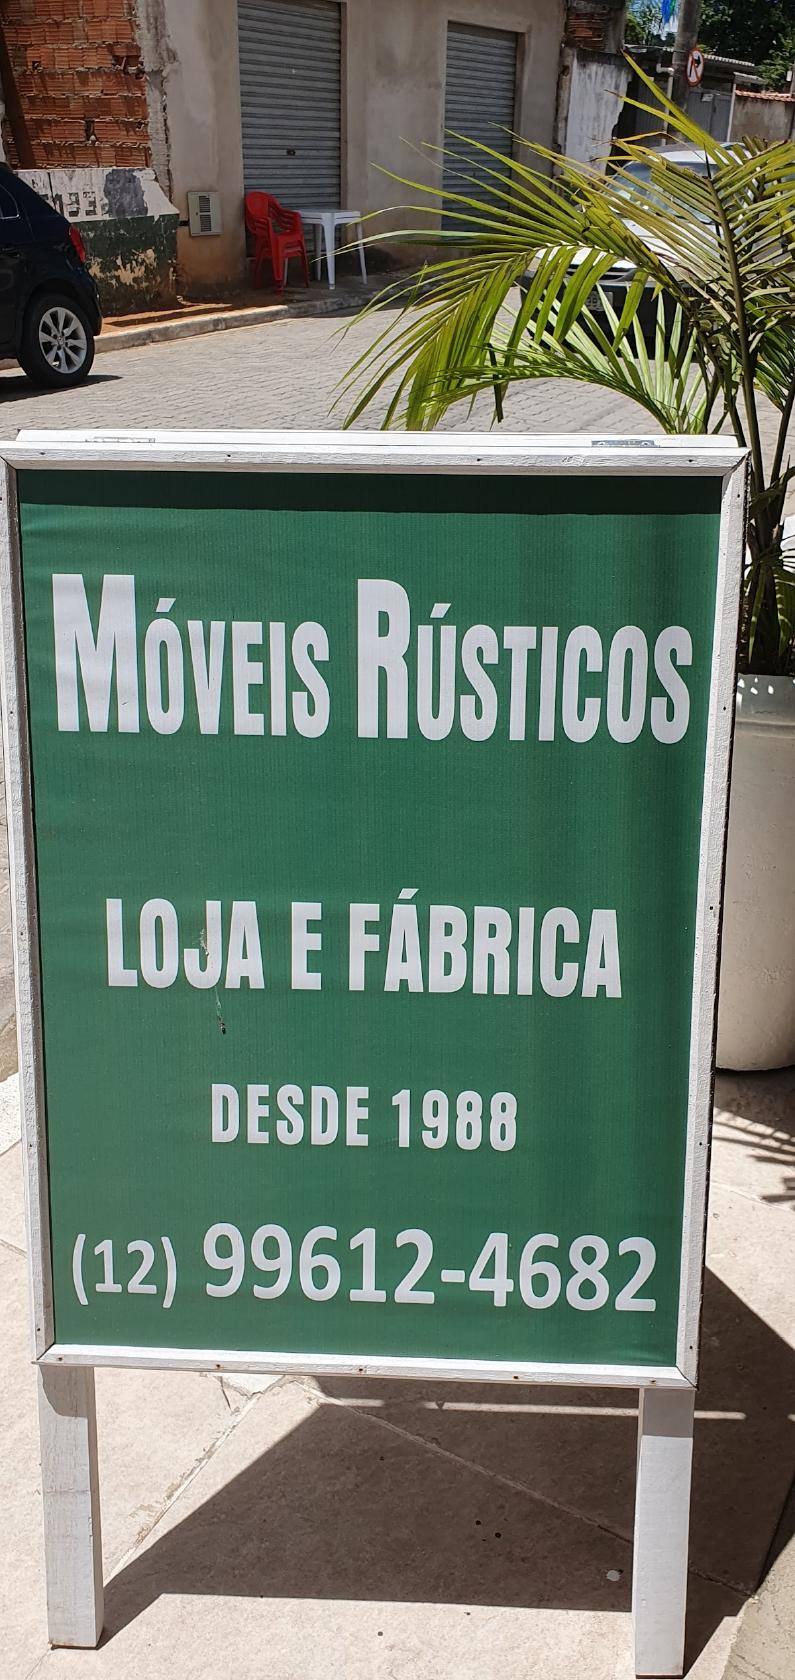 MÓVEIS RÚSTICOS
LOJA E FÁBRICA
DESDE 1988
(12) 99612-4682